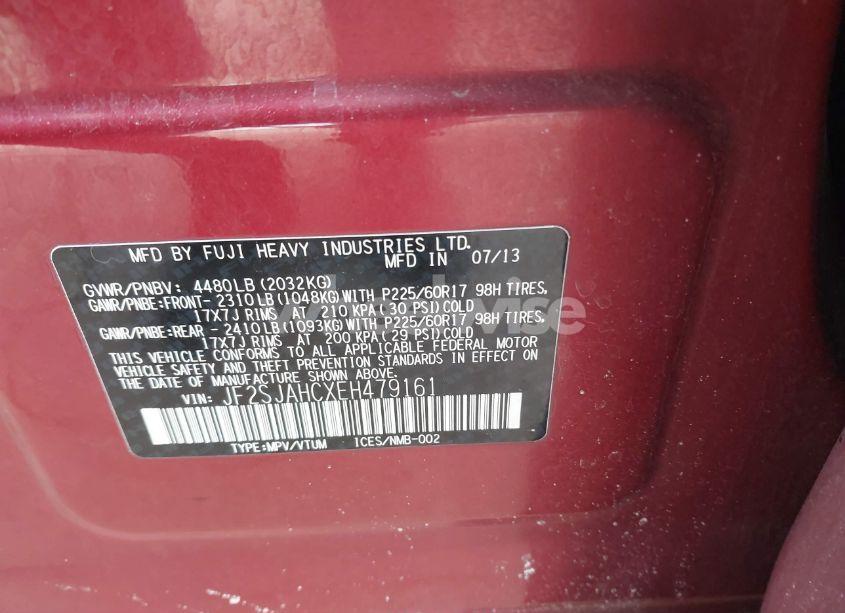 MFD BY FUJI HEAVY INDUSTRIES LTD.
MFD IN 07/13
GVWR/PNBV: 4480LB (2032KG)
GAWR/PNBE:FRONT- 2310LB (1048KG) WITH P225/60R17 98H TIRES,
17X7J RIMS AT 210 KPA (30 PSI) COLD
GAWR/PNBE:REAR - 2410LB (1093KG) WITH P225/60R17 98H TIRES,
17X7J RIMS AT 200 KPA (29 PSI) COLD
THIS VEHICLE CONFORMS TO ALL APPLICABLE FEDERAL MOTOR
VEHICLE SAFETY AND THEFT PREVENTION STANDARDS IN EFFECT ON
THE DATE OF MANUFACTURE SHOWN ABOVE.
VIN: JF2SJAHCXEH479161
TYPE:MPV/VTUM ICES/NMB-002